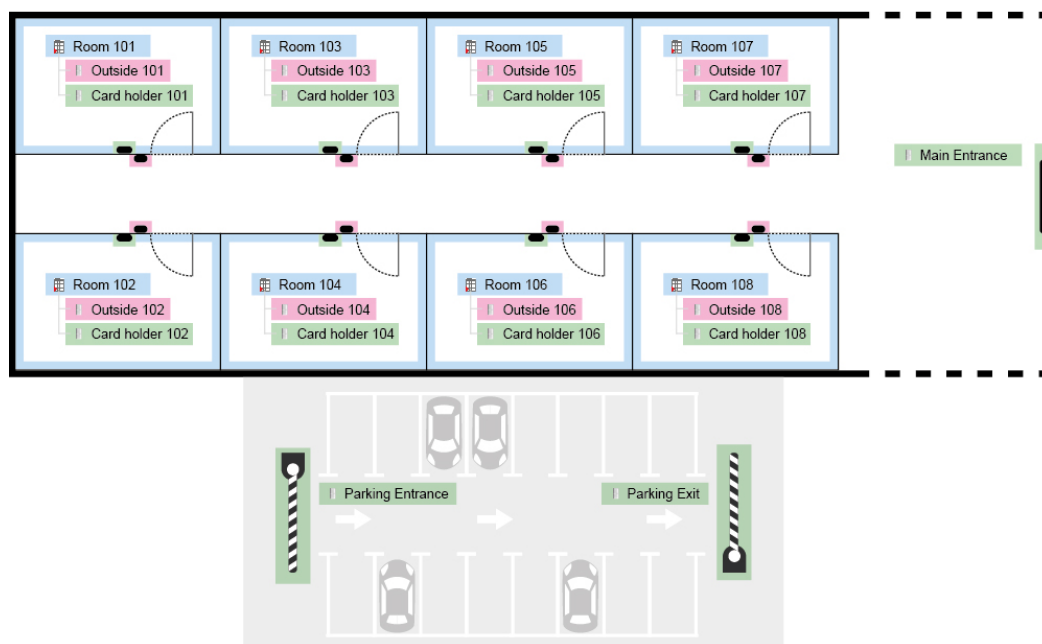 Room 101
Outside 101
Card holder 101
Room 103
Outside 103
Card holder 103
Room 105
Outside 105
Card holder 105
Room 107
Outside 107
Card holder 107
Main Entrance
Room 102
Outside 102
Card holder 102
Room 104
Outside 104
Card holder 104
Room 106
Outside 106
Card holder 106
Room 108
Outside 108
Card holder 108
Parking Entrance
Parking Exit